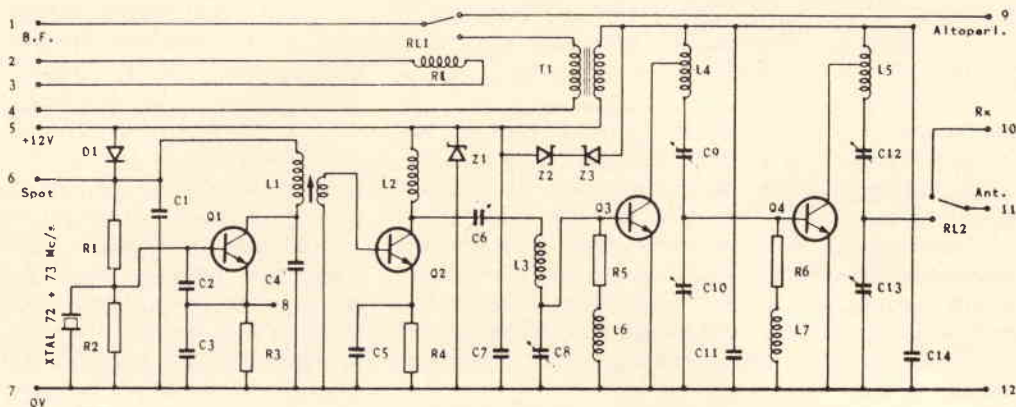 1
B.F.
2
3
4
5
+12V
6
Spot
7
0V
RL1
R1
T1
L4
L5
9
Altoparl.
Rx
10
Ant.
11
RL2
12
D1
C1
L1
L2
Z1
Z2
Z3
C9
C12
R1
Q1
C2
C4
Q2
C6
L3
Q3
R5
Q4
R6
XTAL 72 ÷ 73 Mc/s
R2
C3
8
R3
C5
R4
C7
C8
L6
C10
C11
L7
C13
C14